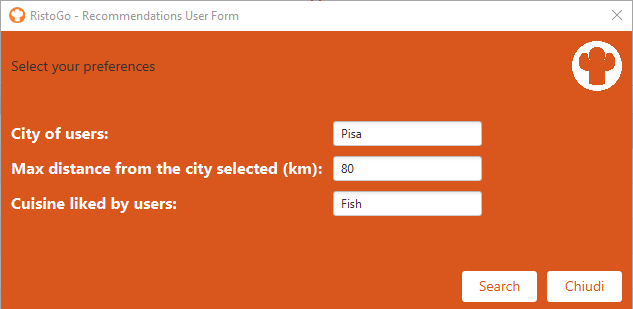 RistoGo - Recommendations User Form
Select your preferences
City of users: Pisa
Max distance from the city selected (km): 80
Cuisine liked by users: Fish
Search Chiudi